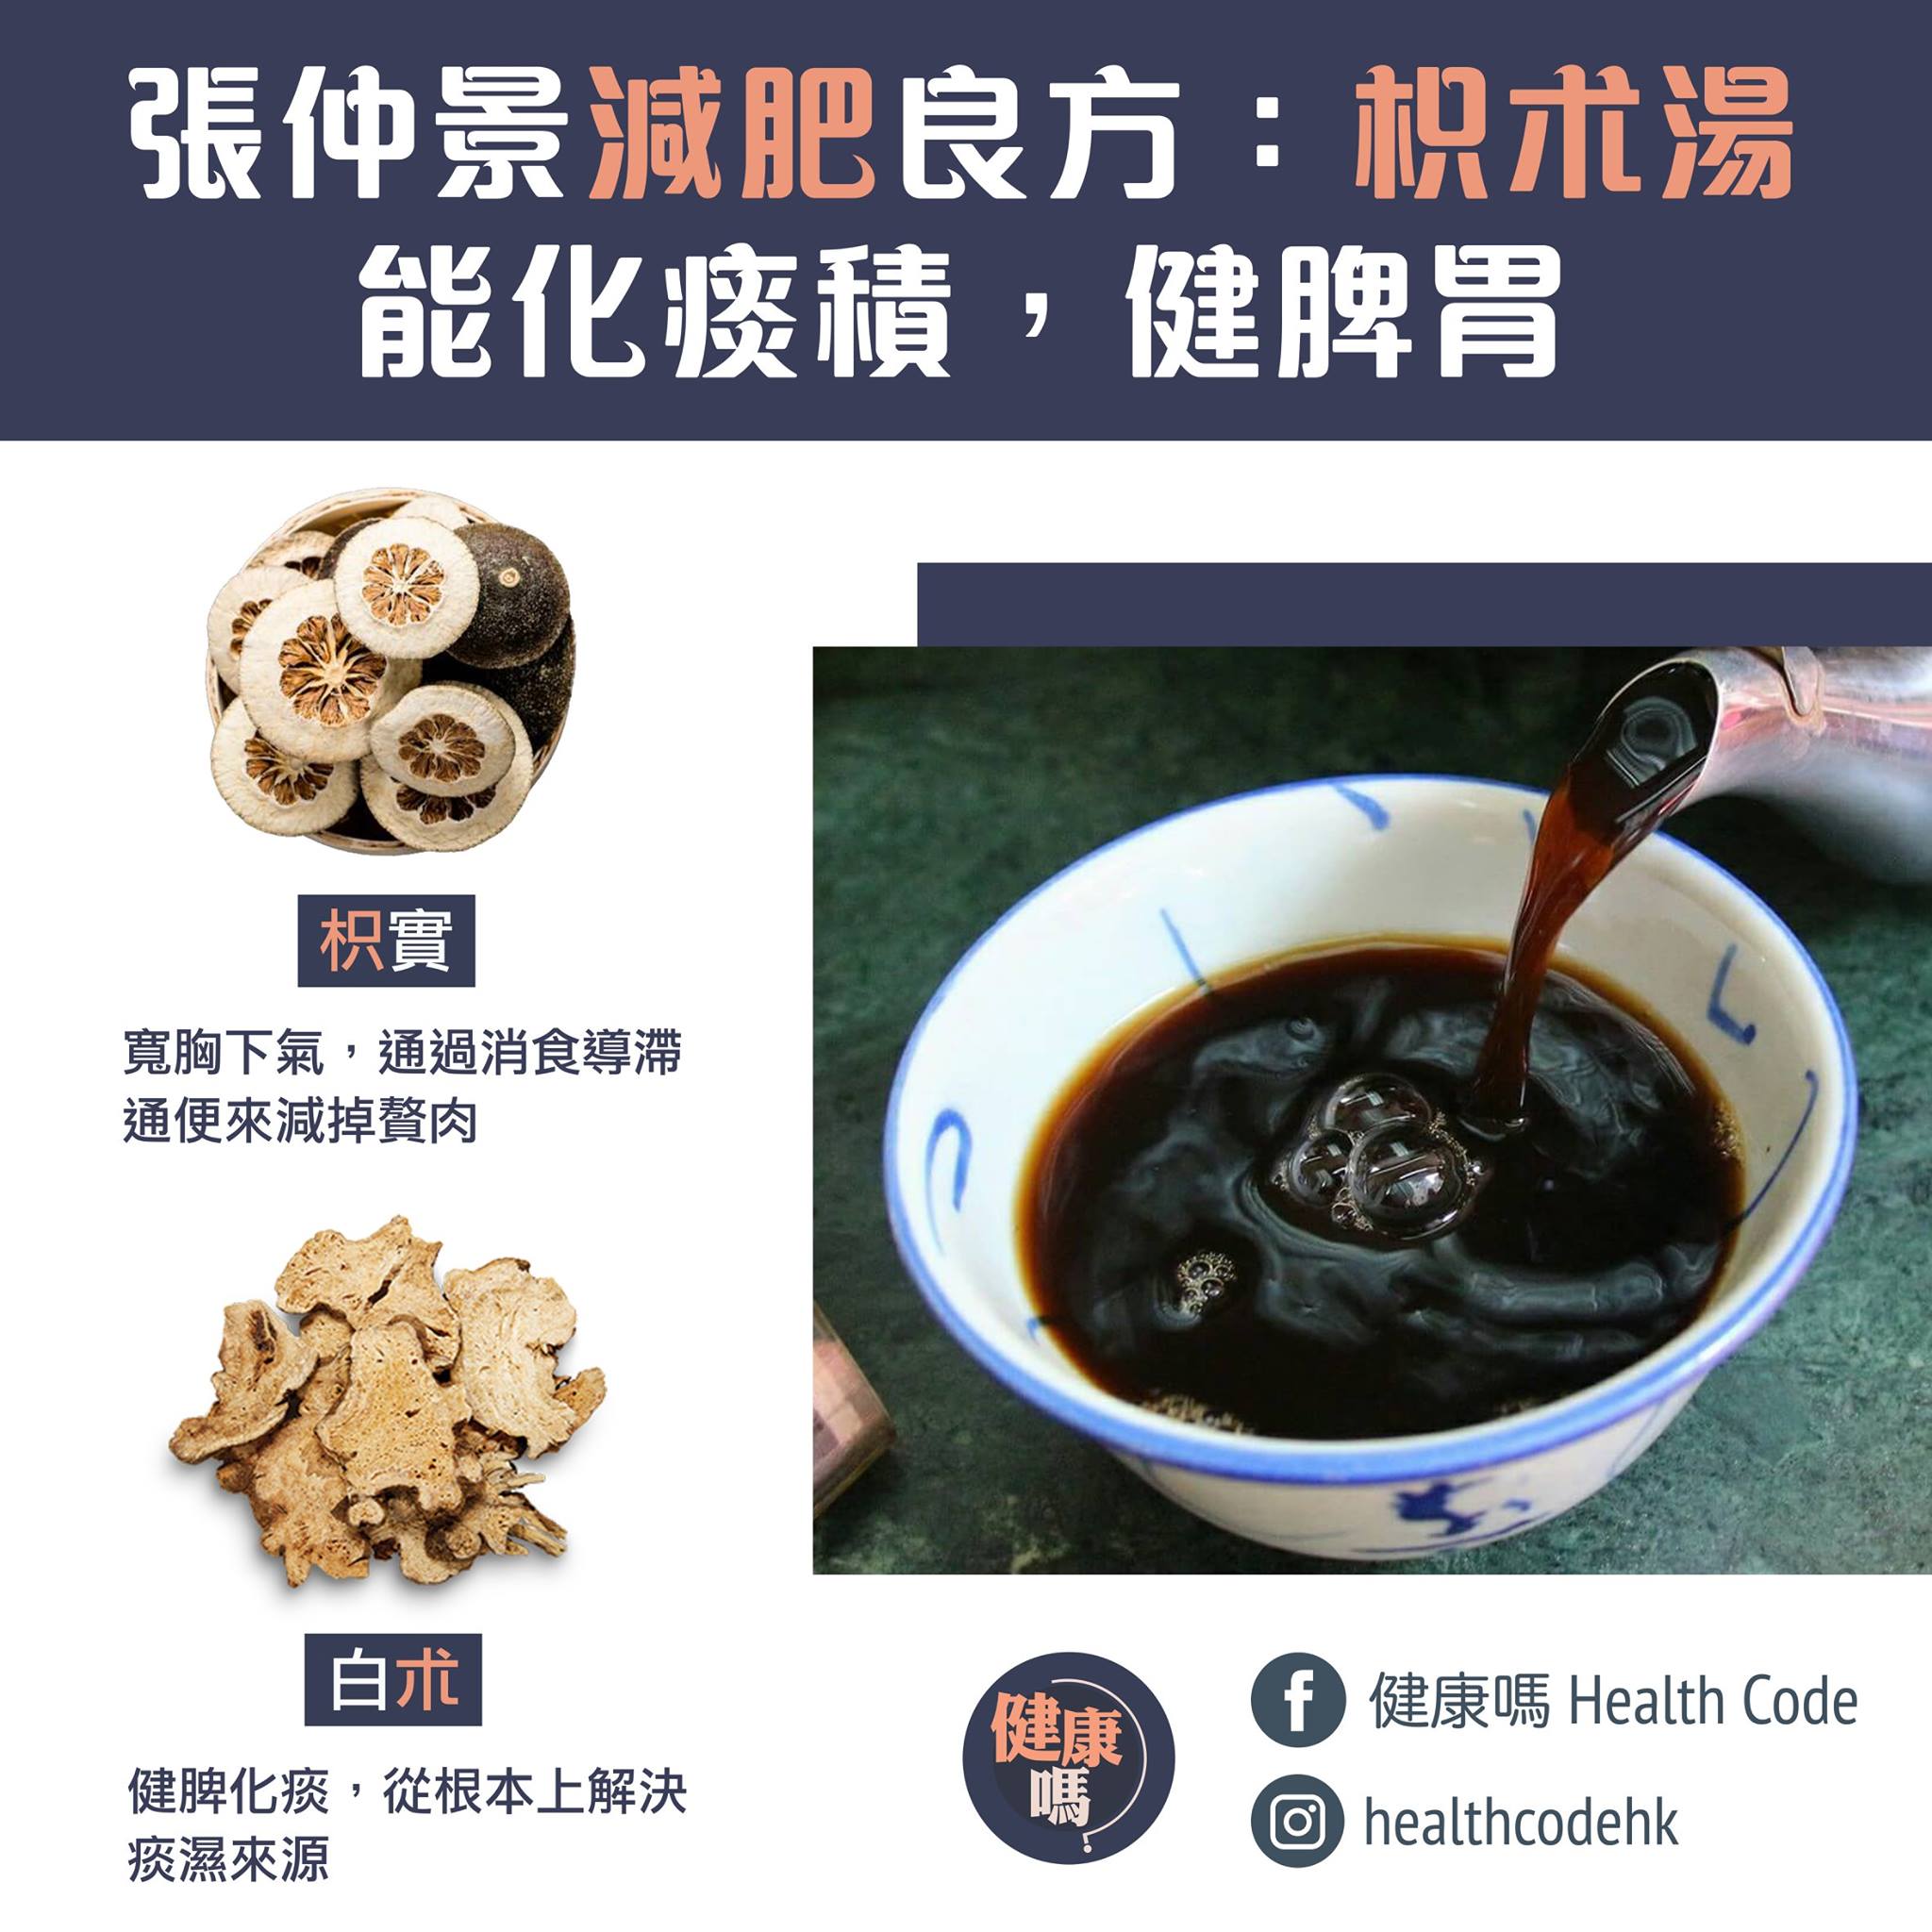 張仲景減肥良方：枳朮湯
能化痰積，健脾胃
枳實
寬胸下氣，通過消食導滯
通便來減掉贅肉
白朮
健脾化痰，從根本上解決
痰濕來源
健康
嗎?
健康嗎 Health Code
healthcodehk